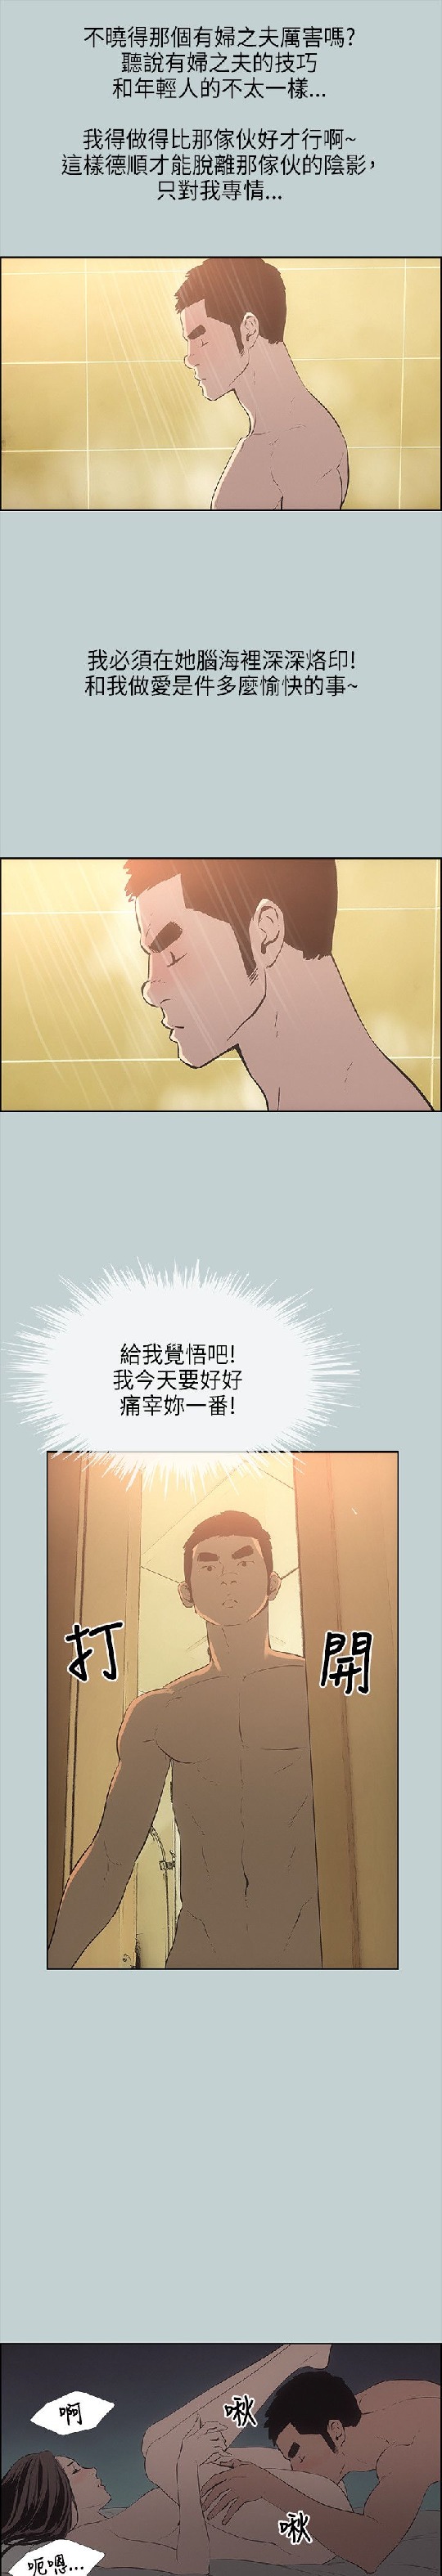 不曉得那個有婦之夫厲害嗎?
聽說有婦之夫的技巧
和年輕人的不太一樣...
我得做得比那傢伙好才行啊~
這樣德順才能脫離那傢伙的陰影,
只對我專情...
我必須在她腦海裡深深烙印!
和我做愛是件多麼愉快的事~
給我覺悟吧!
我今天要好好
痛宰妳一番!
打開
啊
啾
啾
呃嗯...